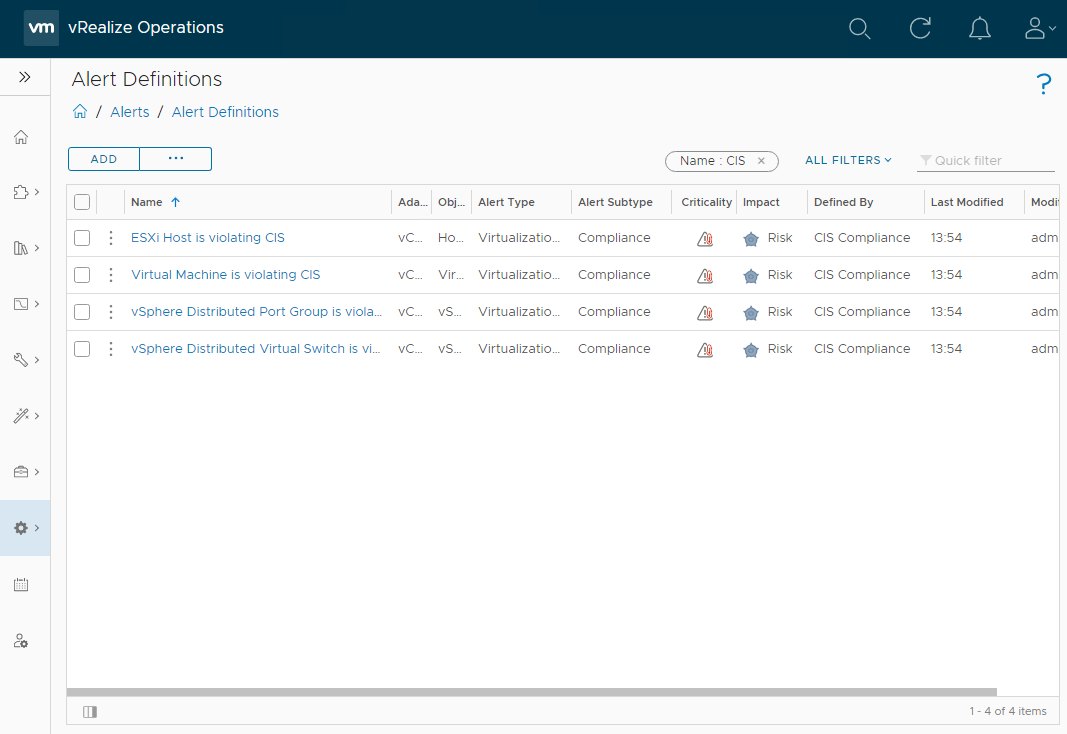 vm vRealize Operations
Alert Definitions
?
/ Alerts / Alert Definitions
ADD ...
Name : CIS × ALL FILTERS Quick filter
Name Ada... Obj... Alert Type Alert Subtype Criticality Impact Defined By Last Modified Modi
ESXi Host is violating CIS vC... Ho... Virtualizatio... Compliance Risk CIS Compliance 13:54 adm
Virtual Machine is violating CIS vC... Vir... Virtualizatio... Compliance Risk CIS Compliance 13:54 adm
vSphere Distributed Port Group is viola... vC... vS... Virtualizatio... Compliance Risk CIS Compliance 13:54 adm
vSphere Distributed Virtual Switch is vi... vC... vS... Virtualizatio... Compliance Risk CIS Compliance 13:54 adm
1 - 4 of 4 items